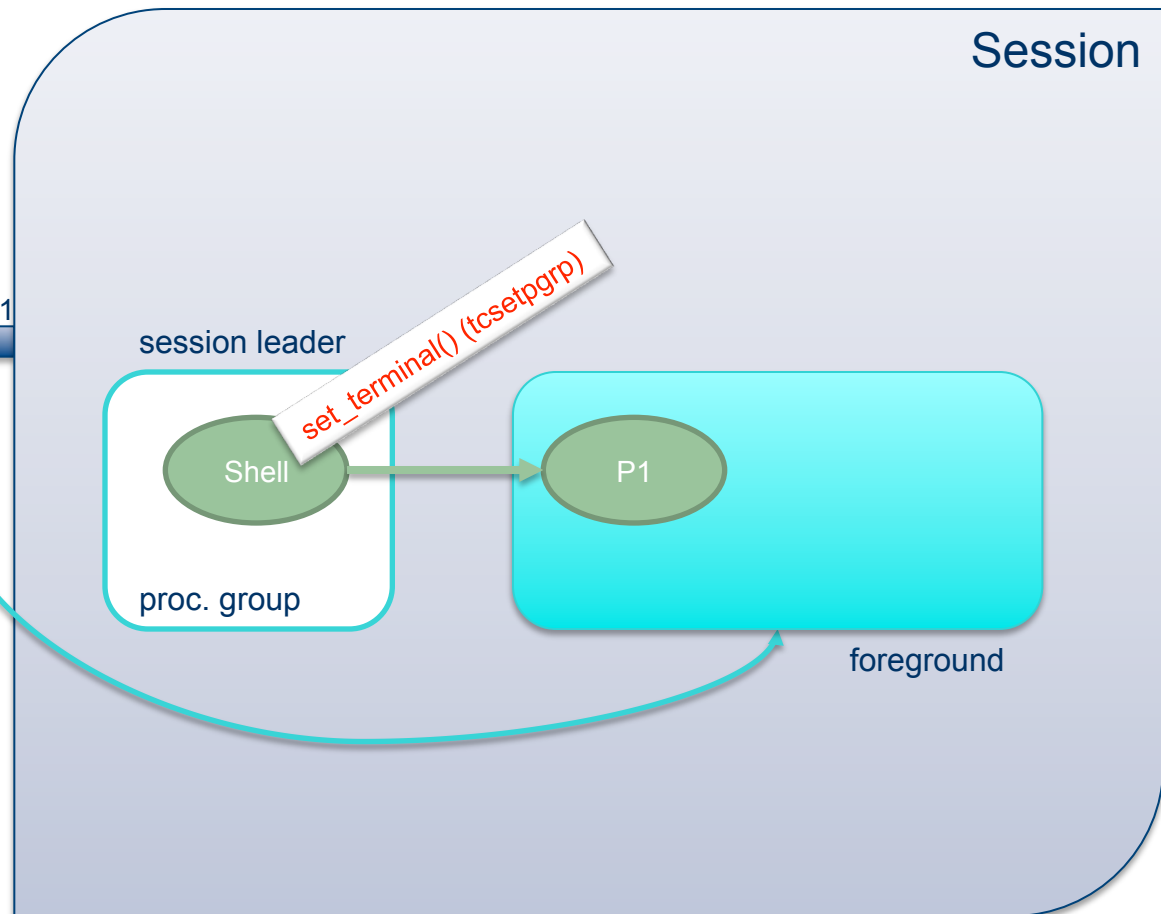 Session
1
session leader
set_terminal() (tcsetpgrp)
Shell
P1
proc. group
foreground